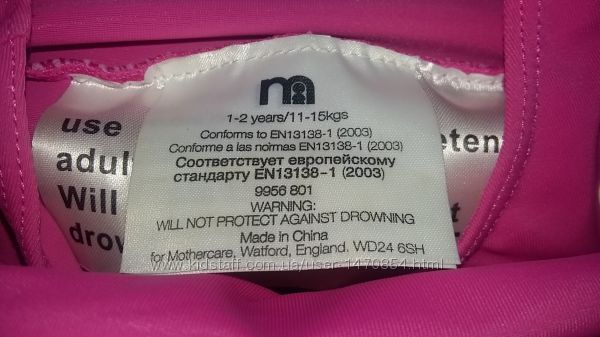 m
1-2 years/11-15kgs
Conforms to EN13138-1 (2003)
Conforme a las normas EN13138-1 (2003)
Соответствует европейскому
стандарту EN13138-1 (2003)
9956 801
WARNING:
WILL NOT PROTECT AGAINST DROWNING
Made in China
for Mothercare, Watford, England. WD24 6SH
use
eten
adul
Will
t
drow
www.kidstaff.com.ua/user-1470854.html